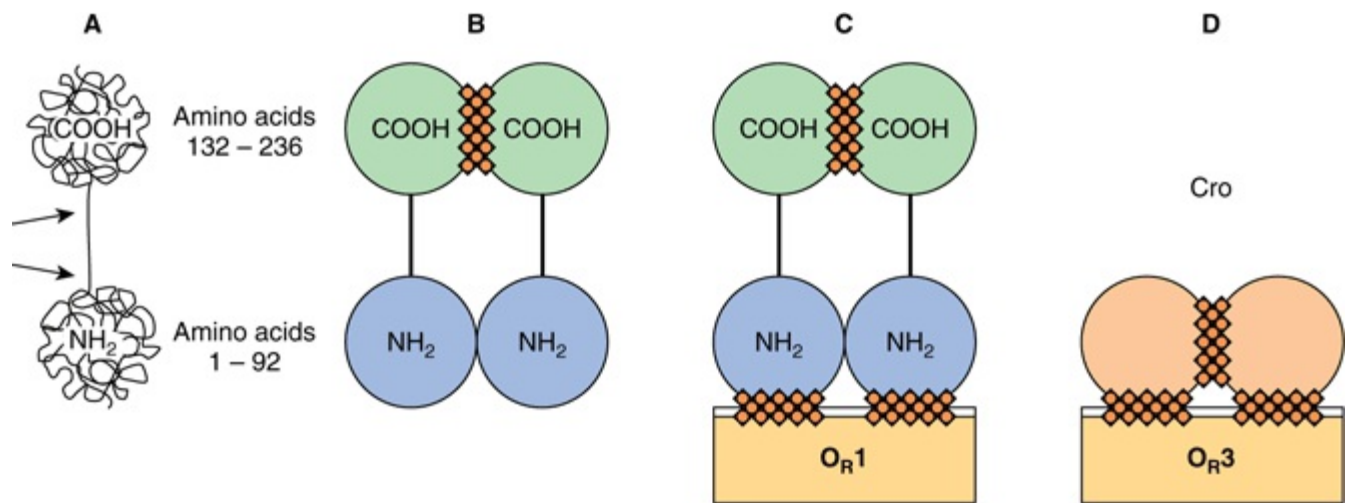 A
B
C
D
COOH
Amino acids
132 – 236
COOH
COOH
COOH
COOH
Cro
NH2
Amino acids
1 – 92
NH2
NH2
NH2
NH2
OR1
OR3